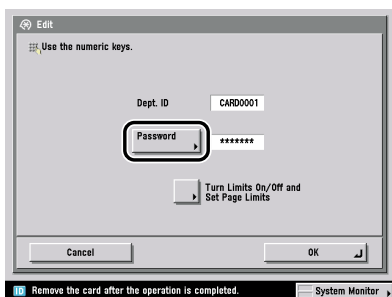 Edit
Use the numeric keys.
Dept. ID CARD0001
Password *******
Turn Limits On/Off and
Set Page Limits
Cancel OK
ID Remove the card after the operation is completed. System Monitor